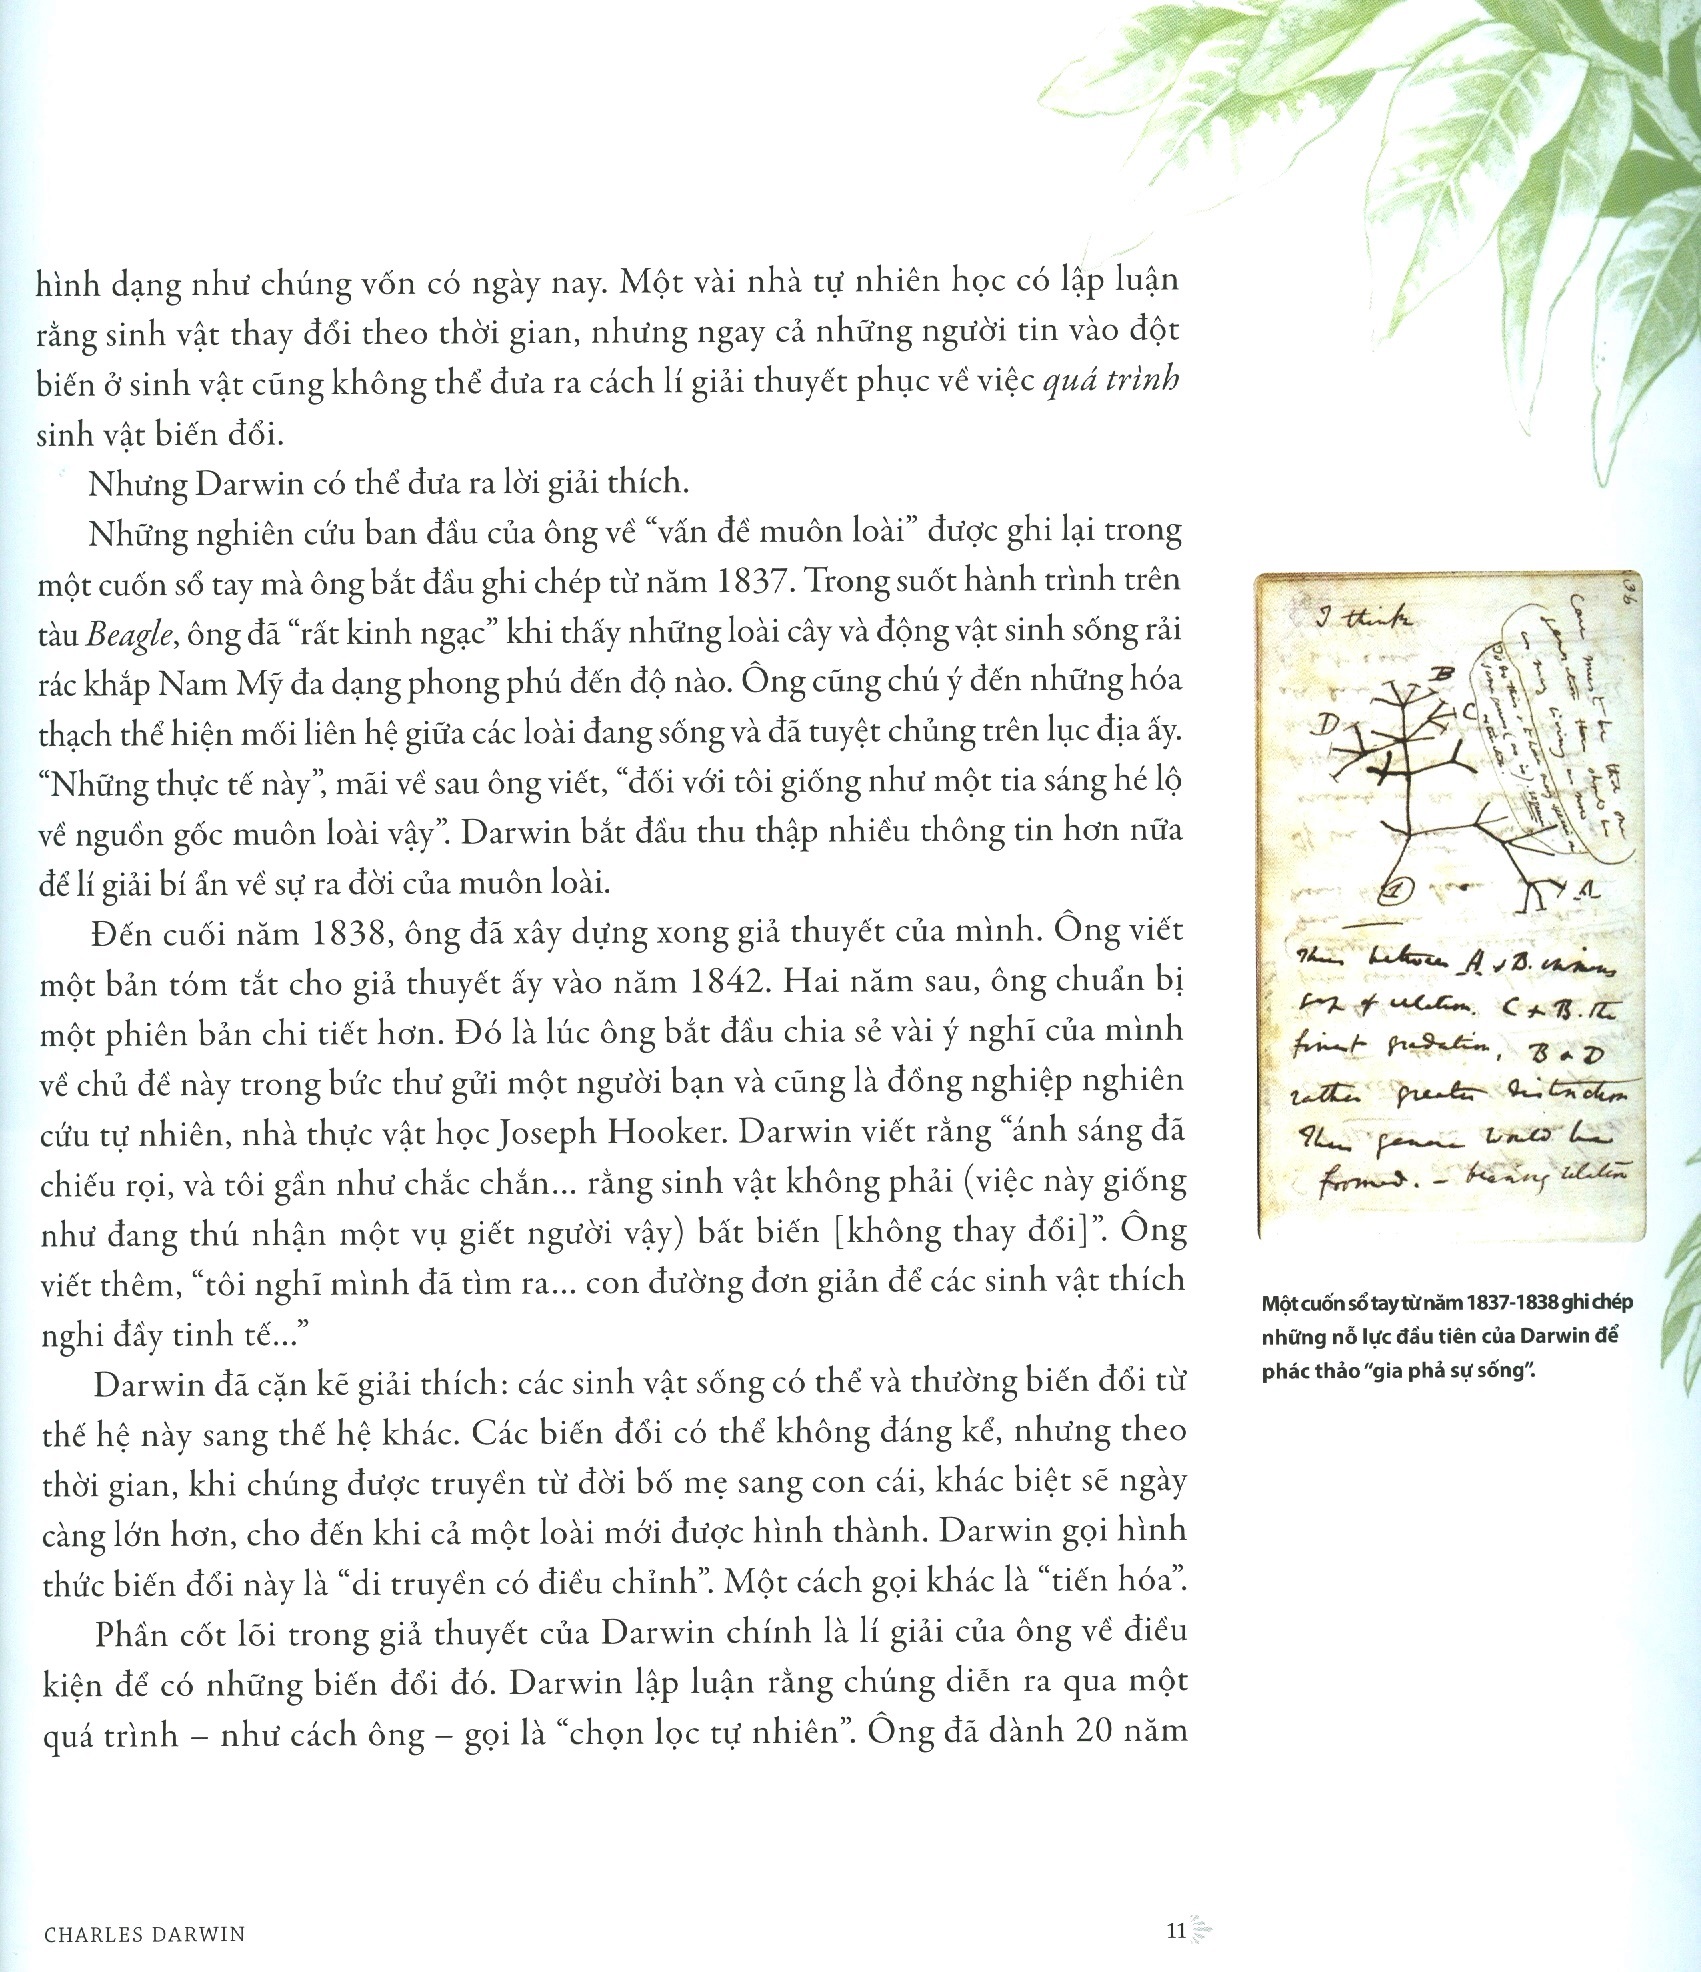 hình dạng như chúng vốn có ngày nay. Một vài nhà tự nhiên học có lập luận
rằng sinh vật thay đổi theo thời gian, nhưng ngay cả những người tin vào đột
biến ở sinh vật cũng không thể đưa ra cách lí giải thuyết phục về việc quá trình
sinh vật biến đổi.
Nhưng Darwin có thể đưa ra lời giải thích.
Những nghiên cứu ban đầu của ông về “vấn đề muôn loài” được ghi lại trong
một cuốn sổ tay mà ông bắt đầu ghi chép từ năm 1837. Trong suốt hành trình trên
tàu Beagle, ông đã “rất kinh ngạc” khi thấy những loài cây và động vật sinh sống rải
rác khắp Nam Mỹ đa dạng phong phú đến độ nào. Ông cũng chú ý đến những hóa
thạch thể hiện mối liên hệ giữa các loài đang sống và đã tuyệt chủng trên lục địa ấy.
“Những thực tế này”, mãi về sau ông viết, “đối với tôi giống như một tia sáng hé lộ
về nguồn gốc muôn loài vậy”. Darwin bắt đầu thu thập nhiều thông tin hơn nữa
để lí giải bí ẩn về sự ra đời của muôn loài.
Đến cuối năm 1838, ông đã xây dựng xong giả thuyết của mình. Ông viết
một bản tóm tắt cho giả thuyết ấy vào năm 1842. Hai năm sau, ông chuẩn bị
một phiên bản chi tiết hơn. Đó là lúc ông bắt đầu chia sẻ vài ý nghĩ của mình
về chủ đề này trong bức thư gửi một người bạn và cũng là đồng nghiệp nghiên
cứu tự nhiên, nhà thực vật học Joseph Hooker. Darwin viết rằng “ánh sáng đã
chiếu rọi, và tôi gần như chắc chắn... rằng sinh vật không phải (việc này giống
như đang thú nhận một vụ giết người vậy) bất biến [không thay đổi]”. Ông
viết thêm, “tôi nghĩ mình đã tìm ra... con đường đơn giản để các sinh vật thích
nghi đầy tinh tế...”
Darwin đã cặn kẽ giải thích: các sinh vật sống có thể và thường biến đổi từ
thế hệ này sang thế hệ khác. Các biến đổi có thể không đáng kể, nhưng theo
thời gian, khi chúng được truyền từ đời bố mẹ sang con cái, khác biệt sẽ ngày
càng lớn hơn, cho đến khi cả một loài mới được hình thành. Darwin gọi hình
thức biến đổi này là “di truyền có điều chỉnh”. Một cách gọi khác là “tiến hóa”.
Phần cốt lõi trong giả thuyết của Darwin chính là lí giải của ông về điều
kiện để có những biến đổi đó. Darwin lập luận rằng chúng diễn ra qua một
quá trình – như cách ông – gọi là “chọn lọc tự nhiên”. Ông đã dành 20 năm
36
I think
B
C
D
A
1
Thus between A & B. immens
gap of relation. C & B. the
finest gradation, B & D
rather greater distinction
Thus genera would be
formed. – bearing relation
Một cuốn sổ tay từ năm 1837-1838 ghi chép
những nỗ lực đầu tiên của Darwin để
phác thảo “gia phả sự sống”.
CHARLES DARWIN
11